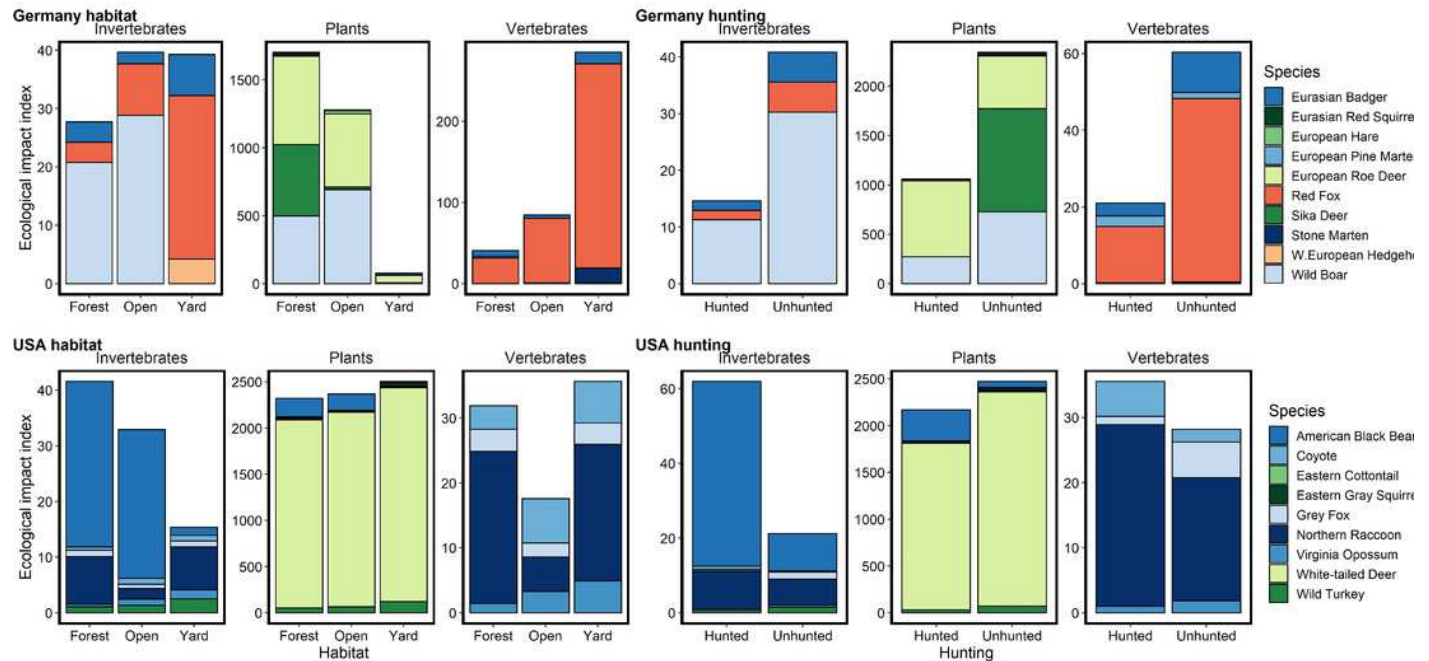 Germany habitat
Germany hunting
Invertebrates
Plants
Vertebrates
Invertebrates
Plants
Vertebrates
Ecological impact index
40
30
20
10
0
1500
1000
500
0
200
100
0
40
30
20
10
0
2000
1500
1000
500
0
60
40
20
0
Forest Open Yard
Forest Open Yard
Forest Open Yard
Hunted Unhunted
Hunted Unhunted
Hunted Unhunted
Species
Eurasian Badger
Eurasian Red Squirre
European Hare
European Pine Marte
European Roe Deer
Red Fox
Sika Deer
Stone Marten
W.European Hedgeh
Wild Boar
USA habitat
USA hunting
Invertebrates
Plants
Vertebrates
Invertebrates
Plants
Vertebrates
Ecological impact index
40
30
20
10
0
2500
2000
1500
1000
500
0
30
20
10
0
60
40
20
0
2500
2000
1500
1000
500
0
30
20
10
0
Forest Open Yard
Forest Open Yard
Forest Open Yard
Hunted Unhunted
Hunted Unhunted
Hunted Unhunted
Habitat
Hunting
Species
American Black Bear
Coyote
Eastern Cottontail
Eastern Gray Squirre
Grey Fox
Northern Raccoon
Virginia Opossum
White-tailed Deer
Wild Turkey